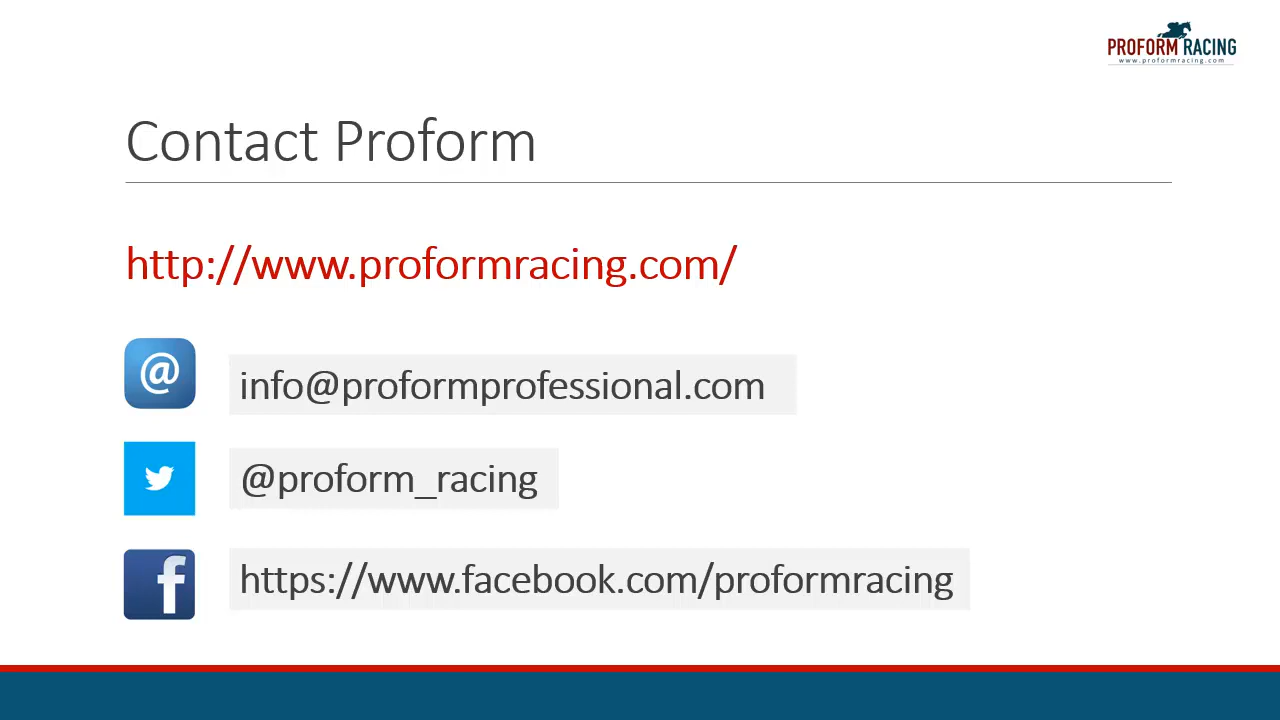 PROFORM RACING
www.proformracing.com
Contact Proform
http://www.proformracing.com/
@
info@proformprofessional.com
@proform_racing
f
https://www.facebook.com/proformracing